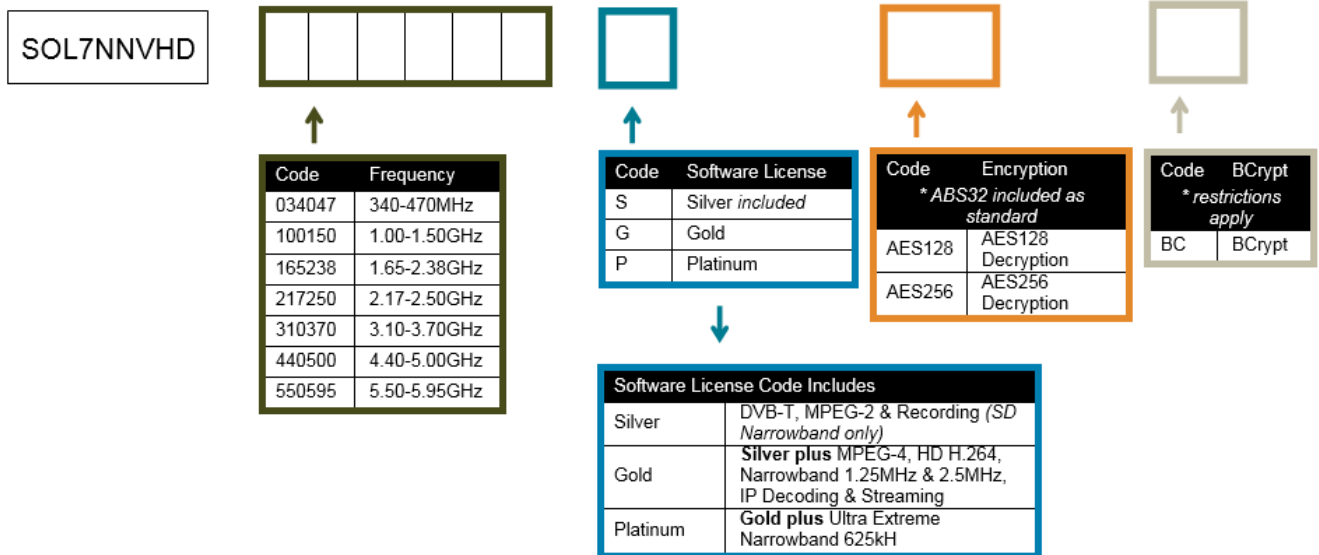 SOL7NNVHD
Code Frequency
034047 340-470MHz
100150 1.00-1.50GHz
165238 1.65-2.38GHz
217250 2.17-2.50GHz
310370 3.10-3.70GHz
440500 4.40-5.00GHz
550595 5.50-5.95GHz
Code Software License
S Silver included
G Gold
P Platinum
Code Encryption
* ABS32 included as
standard
AES128 AES128
Decryption
AES256 AES256
Decryption
Code BCrypt
* restrictions
apply
BC BCrypt
Software License Code Includes
Silver DVB-T, MPEG-2 & Recording (SD
Narrowband only)
Gold Silver plus MPEG-4, HD H.264,
Narrowband 1.25MHz & 2.5MHz,
IP Decoding & Streaming
Platinum Gold plus Ultra Extreme
Narrowband 625kH